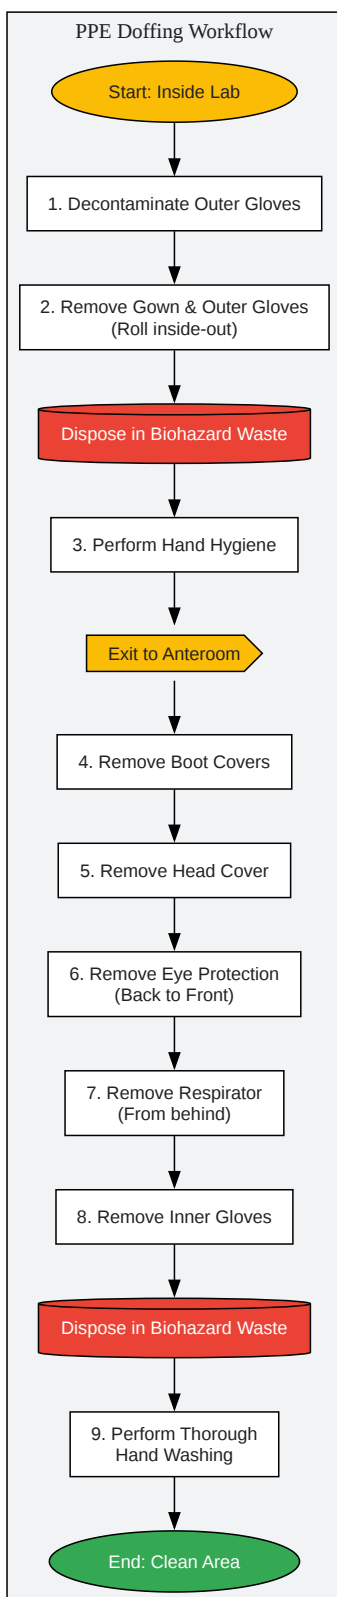 PPE Doffing Workflow
Start: Inside Lab
1. Decontaminate Outer Gloves
2. Remove Gown & Outer Gloves
(Roll inside-out)
Dispose in Biohazard Waste
3. Perform Hand Hygiene
Exit to Anteroom
4. Remove Boot Covers
5. Remove Head Cover
6. Remove Eye Protection
(Back to Front)
7. Remove Respirator
(From behind)
8. Remove Inner Gloves
Dispose in Biohazard Waste
9. Perform Thorough
Hand Washing
End: Clean Area